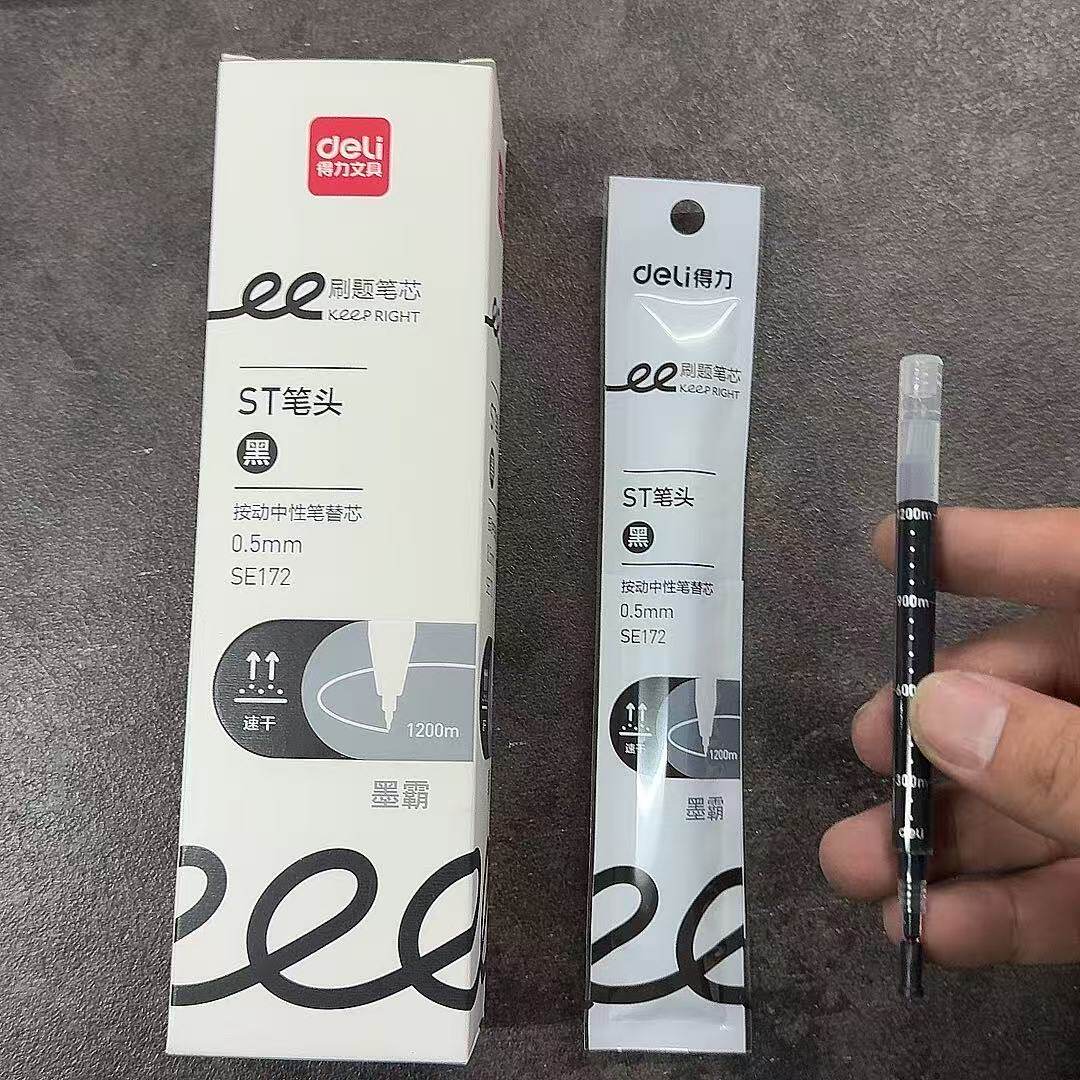 deli
得力文具
刷题笔芯
KeeP RIGHT
ST笔头
黑
按动中性笔替芯
0.5mm
SE172
速干
1200m
墨霸
deli得力
刷题笔芯
KeeP RIGHT
ST笔头
黑
按动中性笔替芯
0.5mm
SE172
速干
1200m
墨霸
1200m
900m
600
300m
deli